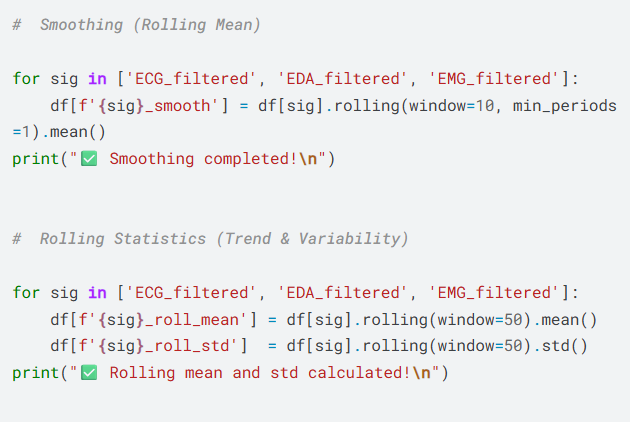 #  Smoothing (Rolling Mean)
for sig in ['ECG_filtered', 'EDA_filtered', 'EMG_filtered']:
    df[f'{sig}_smooth'] = df[sig].rolling(window=10, min_periods
=1).mean()
print("✅ Smoothing completed!\n")
#  Rolling Statistics (Trend & Variability)
for sig in ['ECG_filtered', 'EDA_filtered', 'EMG_filtered']:
    df[f'{sig}_roll_mean'] = df[sig].rolling(window=50).mean()
    df[f'{sig}_roll_std']  = df[sig].rolling(window=50).std()
print("✅ Rolling mean and std calculated!\n")